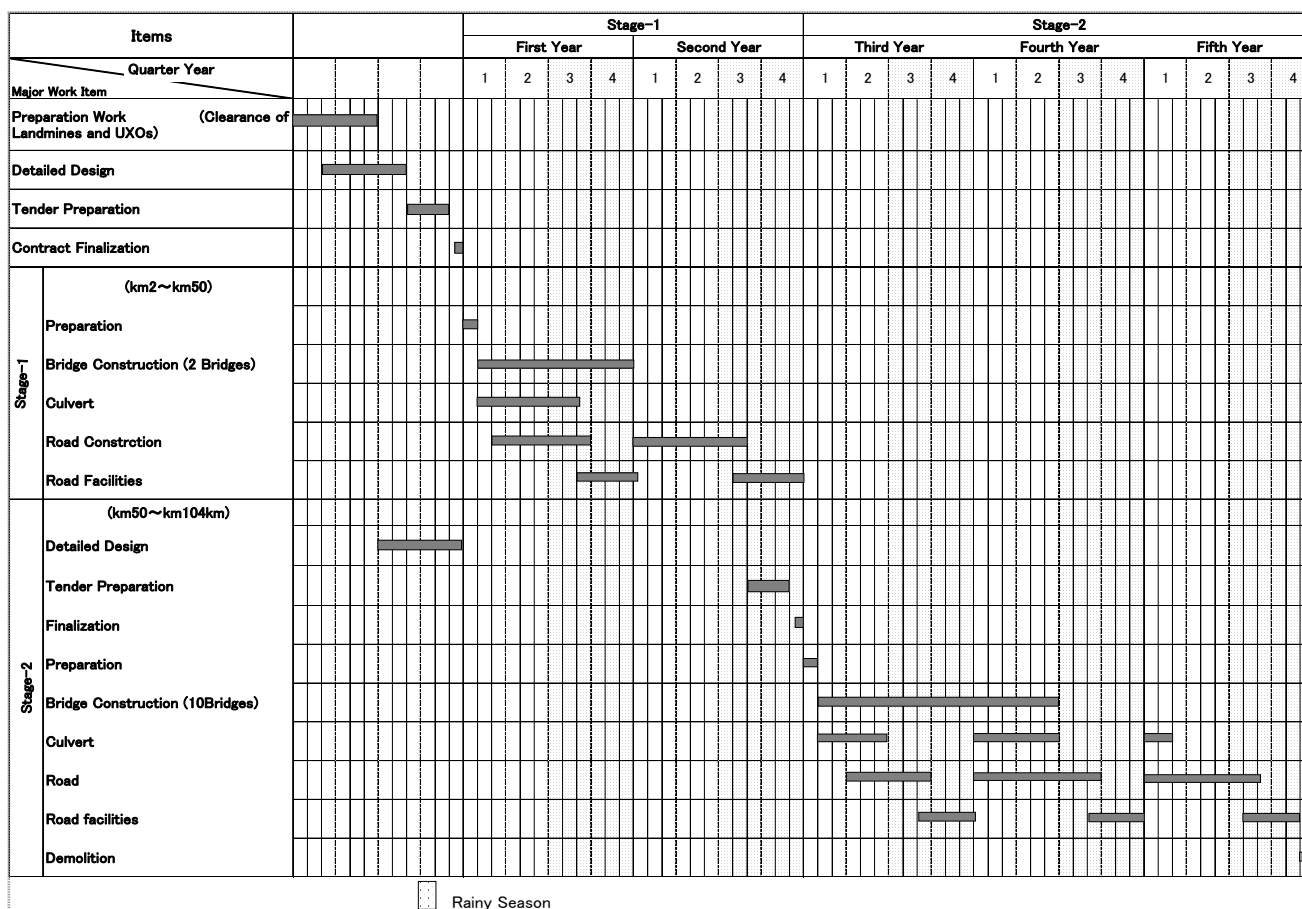 Items
Stage-1
Stage-2
First Year
Second Year
Third Year
Fourth Year
Fifth Year
Quarter Year
Major Work Item
1 2 3 4 1 2 3 4 1 2 3 4 1 2 3 4 1 2 3 4
Preparation Work (Clearance of
Landmines and UXOs)
Detailed Design
Tender Preparation
Contract Finalization
Stage-1
(km2～km50)
Preparation
Bridge Construction (2 Bridges)
Culvert
Road Constrction
Road Facilities
Stage-2
(km50～km104km)
Detailed Design
Tender Preparation
Finalization
Preparation
Bridge Construction (10Bridges)
Culvert
Road
Road facilities
Demolition
Rainy Season